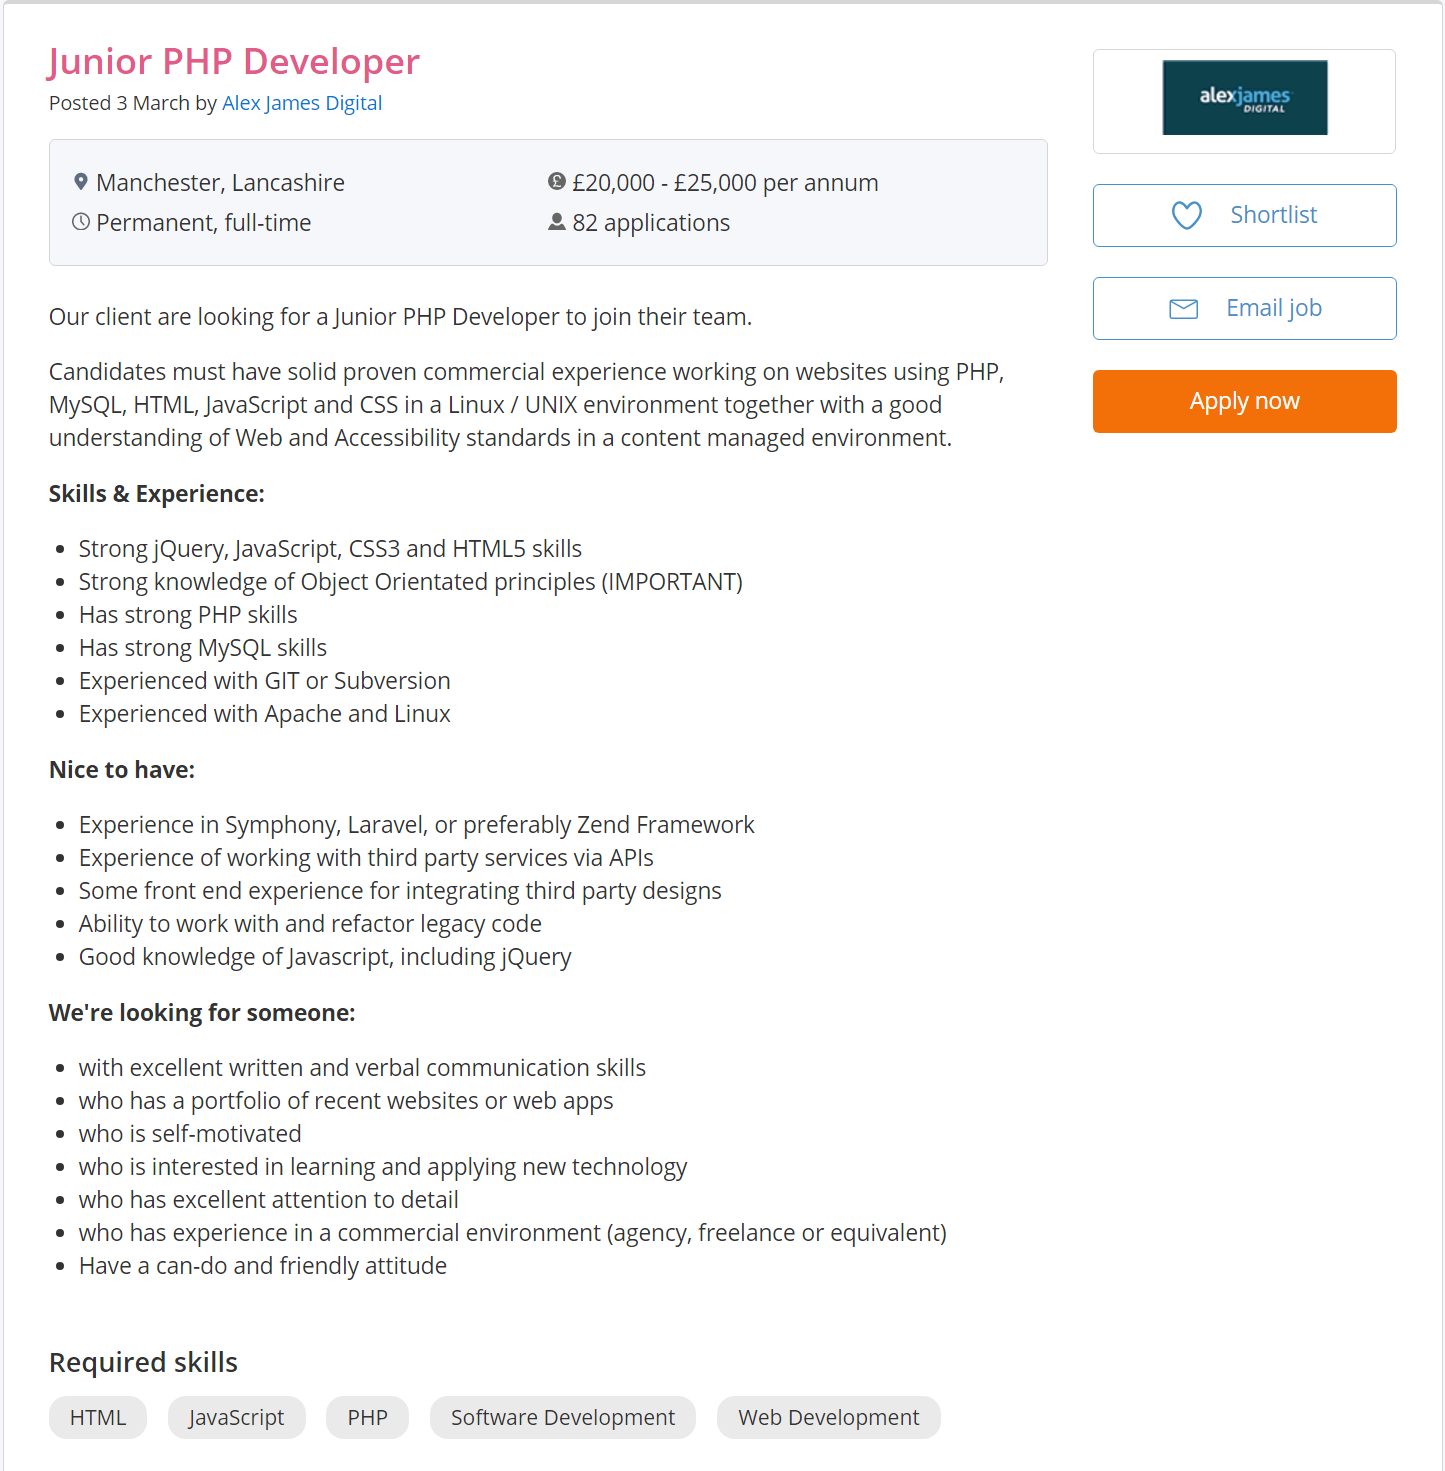 Junior PHP Developer
Posted 3 March by Alex James Digital
Manchester, Lancashire
£20,000 - £25,000 per annum
Permanent, full-time
82 applications
Our client are looking for a Junior PHP Developer to join their team.
Candidates must have solid proven commercial experience working on websites using PHP,
MySQL, HTML, JavaScript and CSS in a Linux / UNIX environment together with a good
understanding of Web and Accessibility standards in a content managed environment.
Skills & Experience:
Strong jQuery, JavaScript, CSS3 and HTML5 skills
Strong knowledge of Object Orientated principles (IMPORTANT)
Has strong PHP skills
Has strong MySQL skills
Experienced with GIT or Subversion
Experienced with Apache and Linux
Nice to have:
Experience in Symphony, Laravel, or preferably Zend Framework
Experience of working with third party services via APIs
Some front end experience for integrating third party designs
Ability to work with and refactor legacy code
Good knowledge of Javascript, including jQuery
We're looking for someone:
with excellent written and verbal communication skills
who has a portfolio of recent websites or web apps
who is self-motivated
who is interested in learning and applying new technology
who has excellent attention to detail
who has experience in a commercial environment (agency, freelance or equivalent)
Have a can-do and friendly attitude
Required skills
HTML
JavaScript
PHP
Software Development
Web Development
alexjames
DIGITAL
Shortlist
Email job
Apply now